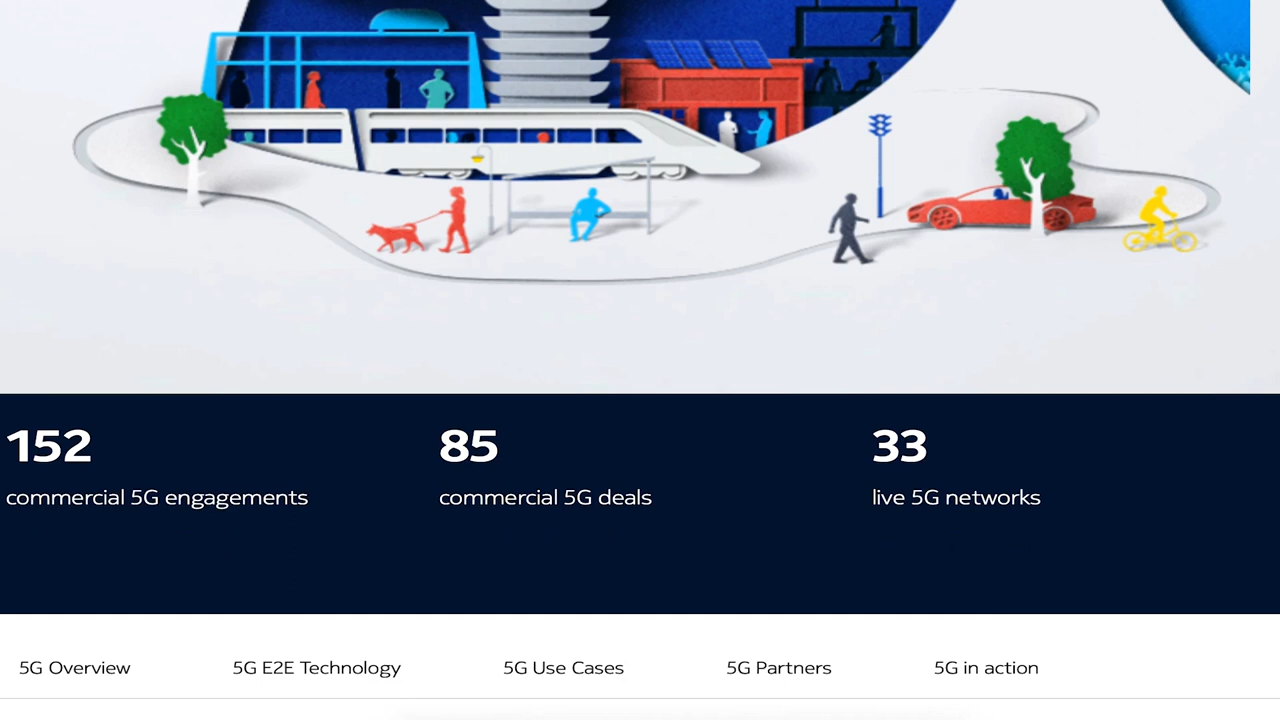 152
85
33
commercial 5G engagements
commercial 5G deals
live 5G networks
5G Overview
5G E2E Technology
5G Use Cases
5G Partners
5G in action